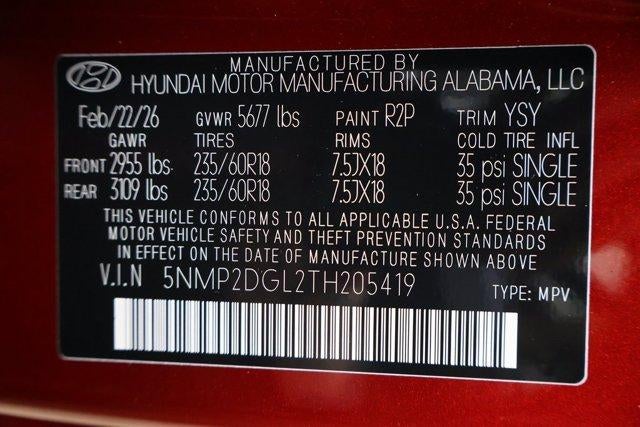 MANUFACTURED BY
HYUNDAI MOTOR MANUFACTURING ALABAMA, LLC
Feb/22/26 GVWR 5677 lbs PAINT R2P TRIM YSY
GAWR TIRES RIMS COLD TIRE INFL
FRONT 2955 lbs 235/60R18 7.5JX18 35 psi SINGLE
REAR 3109 lbs 235/60R18 7.5JX18 35 psi SINGLE
THIS VEHICLE CONFORMS TO ALL APPLICABLE U.S.A. FEDERAL
MOTOR VEHICLE SAFETY AND THEFT PREVENTION STANDARDS
IN EFFECT ON THE DATE OF MANUFACTURE SHOWN ABOVE
V.I.N 5NMP2DGL2TH205419 TYPE: MPV